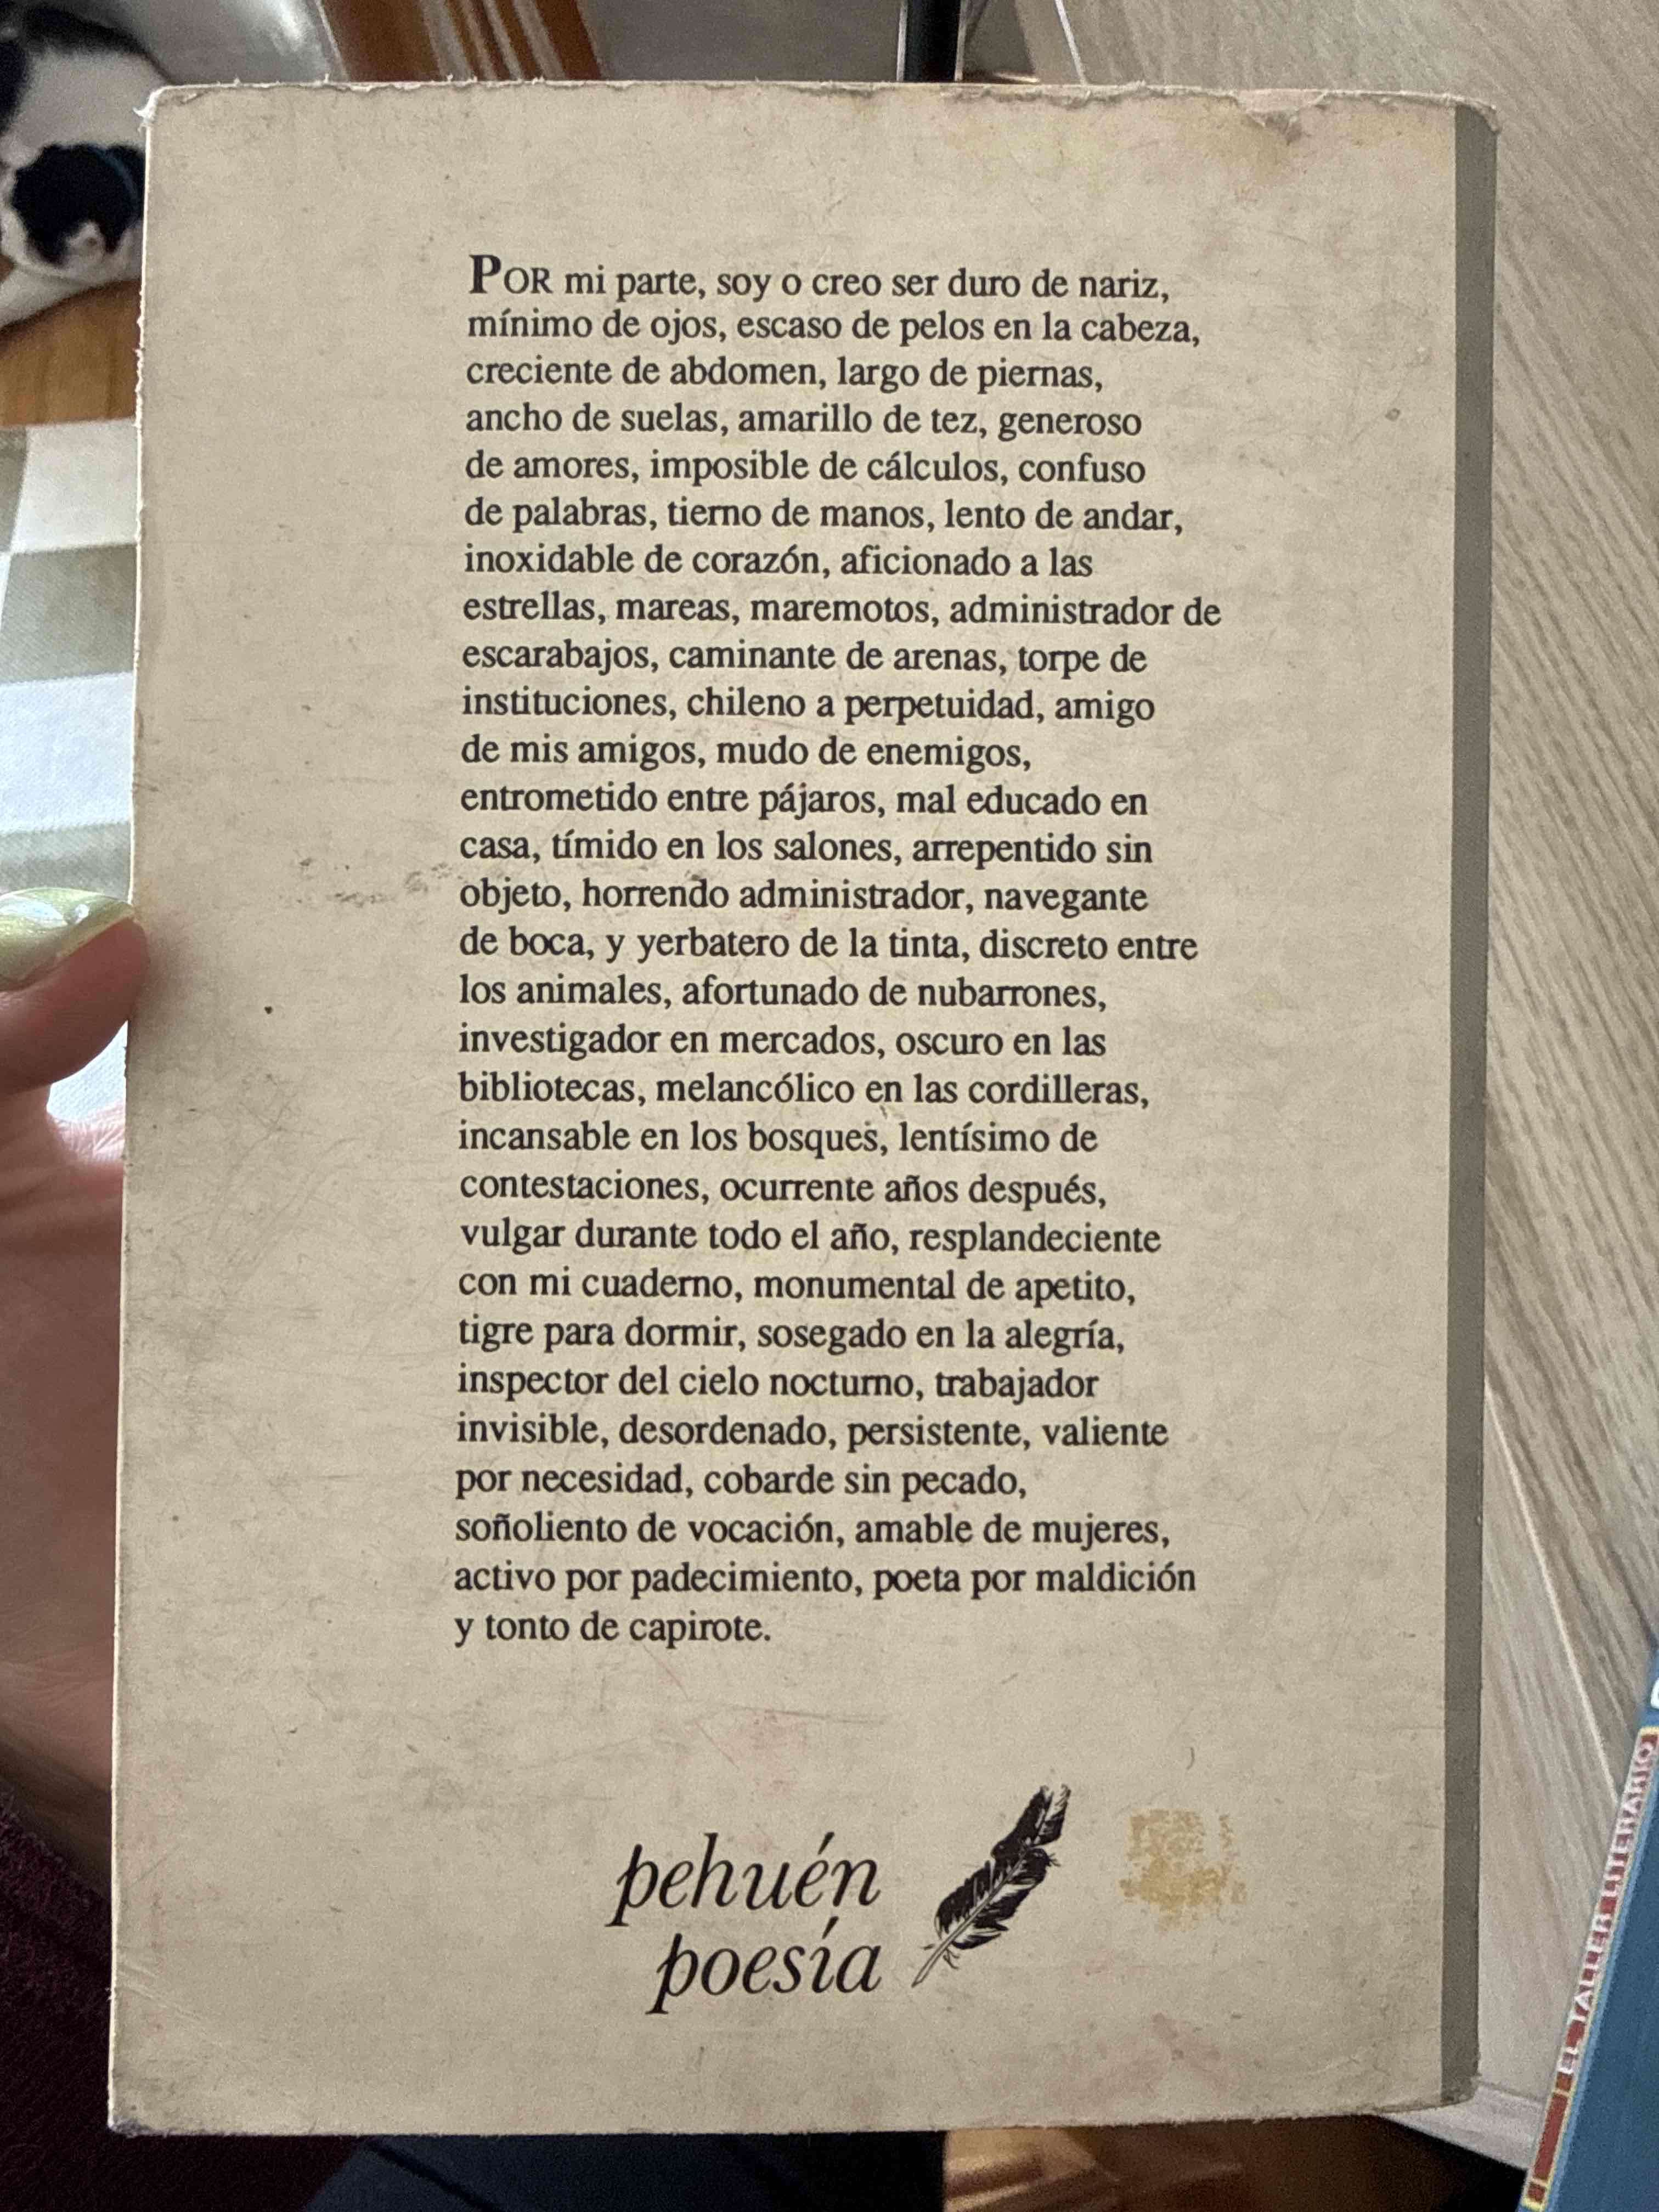 POR mi parte, soy o creo ser duro de nariz,
mínimo de ojos, escaso de pelos en la cabeza,
creciente de abdomen, largo de piernas,
ancho de suelas, amarillo de tez, generoso
de amores, imposible de cálculos, confuso
de palabras, tierno de manos, lento de andar,
inoxidable de corazón, aficionado a las
estrellas, mareas, maremotos, administrador de
escarabajos, caminante de arenas, torpe de
instituciones, chileno a perpetuidad, amigo
de mis amigos, mudo de enemigos,
entrometido entre pájaros, mal educado en
casa, tímido en los salones, arrepentido sin
objeto, horrendo administrador, navegante
de boca, y yerbatero de la tinta, discreto entre
los animales, afortunado de nubarrones,
investigador en mercados, oscuro en las
bibliotecas, melancólico en las cordilleras,
incansable en los bosques, lentísimo de
contestaciones, ocurrente años después,
vulgar durante todo el año, resplandeciente
con mi cuaderno, monumental de apetito,
tigre para dormir, sosegado en la alegría,
inspector del cielo nocturno, trabajador
invisible, desordenado, persistente, valiente
por necesidad, cobarde sin pecado,
soñoliento de vocación, amable de mujeres,
activo por padecimiento, poeta por maldición
y tonto de capirote.
pehuén
poesía
EL TALLER LITERARIO